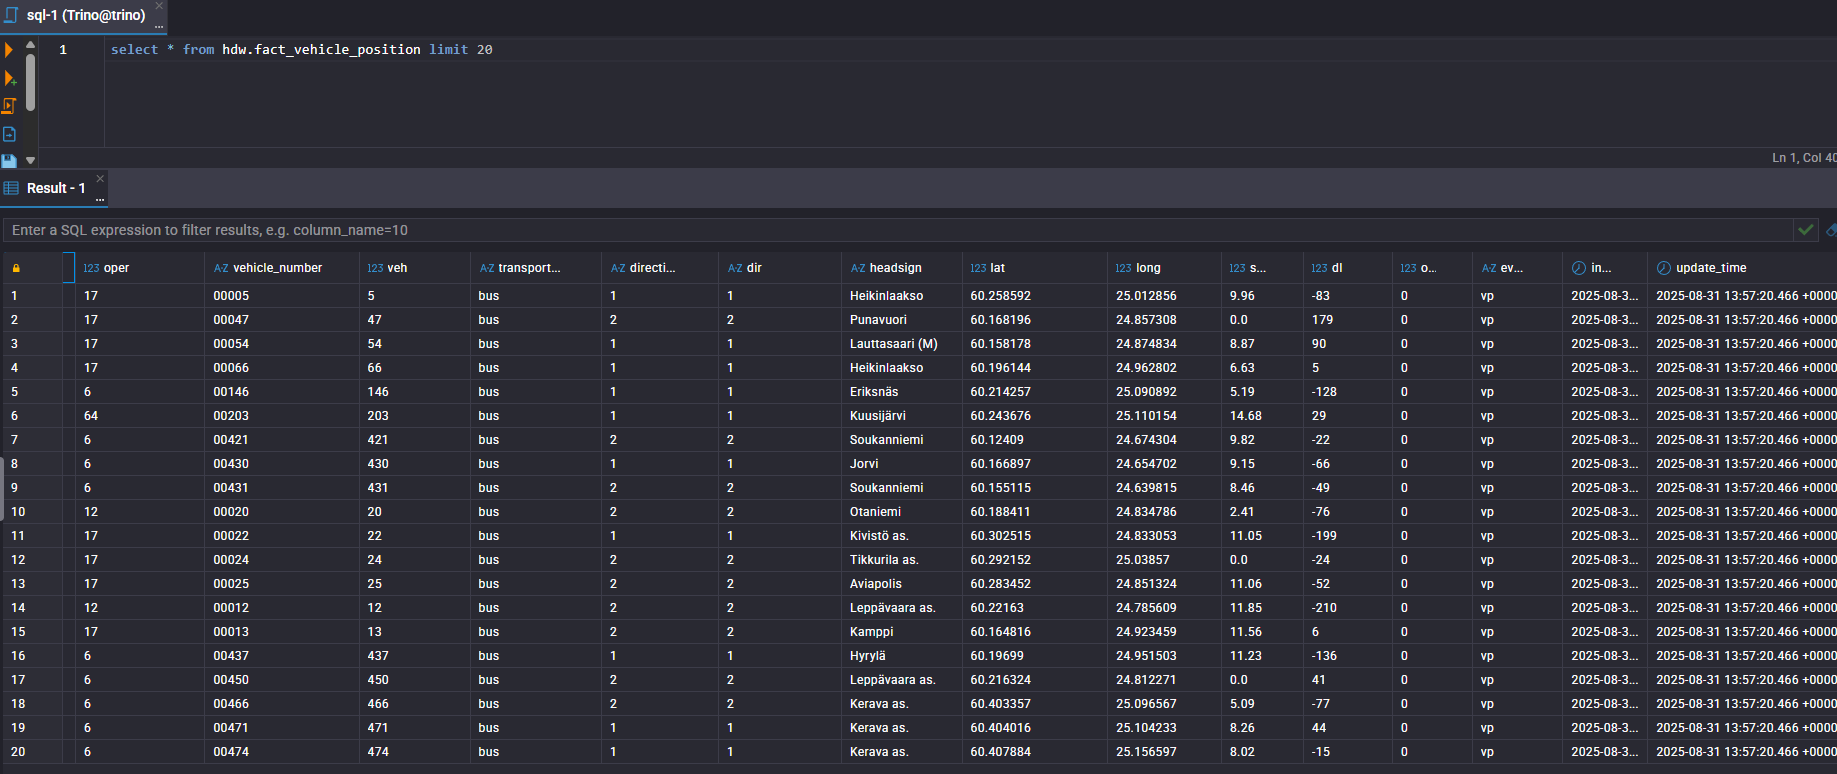 sql-1 (Trino@trino)
1 select * from hdw.fact_vehicle_position limit 20
Ln 1, Col 40
Result - 1
Enter a SQL expression to filter results, e.g. column_name=10
123 oper A-Z vehicle_number 123 veh A-Z transport... A-Z directi... A-Z dir A-Z headsign 123 lat 123 long 123 s... 123 dl 123 o... A-Z ev... in... update_time
1 17 00005 5 bus 1 1 Heikinlaakso 60.258592 25.012856 9.96 -83 0 vp 2025-08-3... 2025-08-31 13:57:20.466 +0000
2 17 00047 47 bus 2 2 Punavuori 60.168196 24.857308 0.0 179 0 vp 2025-08-3... 2025-08-31 13:57:20.466 +0000
3 17 00054 54 bus 1 1 Lauttasaari (M) 60.158178 24.874834 8.87 90 0 vp 2025-08-3... 2025-08-31 13:57:20.466 +0000
4 17 00066 66 bus 1 1 Heikinlaakso 60.196144 24.962802 6.63 5 0 vp 2025-08-3... 2025-08-31 13:57:20.466 +0000
5 6 00146 146 bus 1 1 Eriksnäs 60.214257 25.090892 5.19 -128 0 vp 2025-08-3... 2025-08-31 13:57:20.466 +0000
6 64 00203 203 bus 1 1 Kuusijärvi 60.243676 25.110154 14.68 29 0 vp 2025-08-3... 2025-08-31 13:57:20.466 +0000
7 6 00421 421 bus 2 2 Soukanniemi 60.12409 24.674304 9.82 -22 0 vp 2025-08-3... 2025-08-31 13:57:20.466 +0000
8 6 00430 430 bus 1 1 Jorvi 60.166897 24.654702 9.15 -66 0 vp 2025-08-3... 2025-08-31 13:57:20.466 +0000
9 6 00431 431 bus 2 2 Soukanniemi 60.155115 24.639815 8.46 -49 0 vp 2025-08-3... 2025-08-31 13:57:20.466 +0000
10 12 00020 20 bus 2 2 Otaniemi 60.188411 24.834786 2.41 -76 0 vp 2025-08-3... 2025-08-31 13:57:20.466 +0000
11 17 00022 22 bus 1 1 Kivistö as. 60.302515 24.833053 11.05 -199 0 vp 2025-08-3... 2025-08-31 13:57:20.466 +0000
12 17 00024 24 bus 2 2 Tikkurila as. 60.292152 25.03857 0.0 -24 0 vp 2025-08-3... 2025-08-31 13:57:20.466 +0000
13 17 00025 25 bus 2 2 Aviapolis 60.283452 24.851324 11.06 -52 0 vp 2025-08-3... 2025-08-31 13:57:20.466 +0000
14 12 00012 12 bus 2 2 Leppävaara as. 60.22163 24.785609 11.85 -210 0 vp 2025-08-3... 2025-08-31 13:57:20.466 +0000
15 17 00013 13 bus 2 2 Kamppi 60.164816 24.923459 11.56 6 0 vp 2025-08-3... 2025-08-31 13:57:20.466 +0000
16 6 00437 437 bus 1 1 Hyrylä 60.19699 24.951503 11.23 -136 0 vp 2025-08-3... 2025-08-31 13:57:20.466 +0000
17 6 00450 450 bus 2 2 Leppävaara as. 60.216324 24.812271 0.0 41 0 vp 2025-08-3... 2025-08-31 13:57:20.466 +0000
18 6 00466 466 bus 2 2 Kerava as. 60.403357 25.096567 5.09 -77 0 vp 2025-08-3... 2025-08-31 13:57:20.466 +0000
19 6 00471 471 bus 1 1 Kerava as. 60.404016 25.104233 8.26 44 0 vp 2025-08-3... 2025-08-31 13:57:20.466 +0000
20 6 00474 474 bus 1 1 Kerava as. 60.407884 25.156597 8.02 -15 0 vp 2025-08-3... 2025-08-31 13:57:20.466 +0000